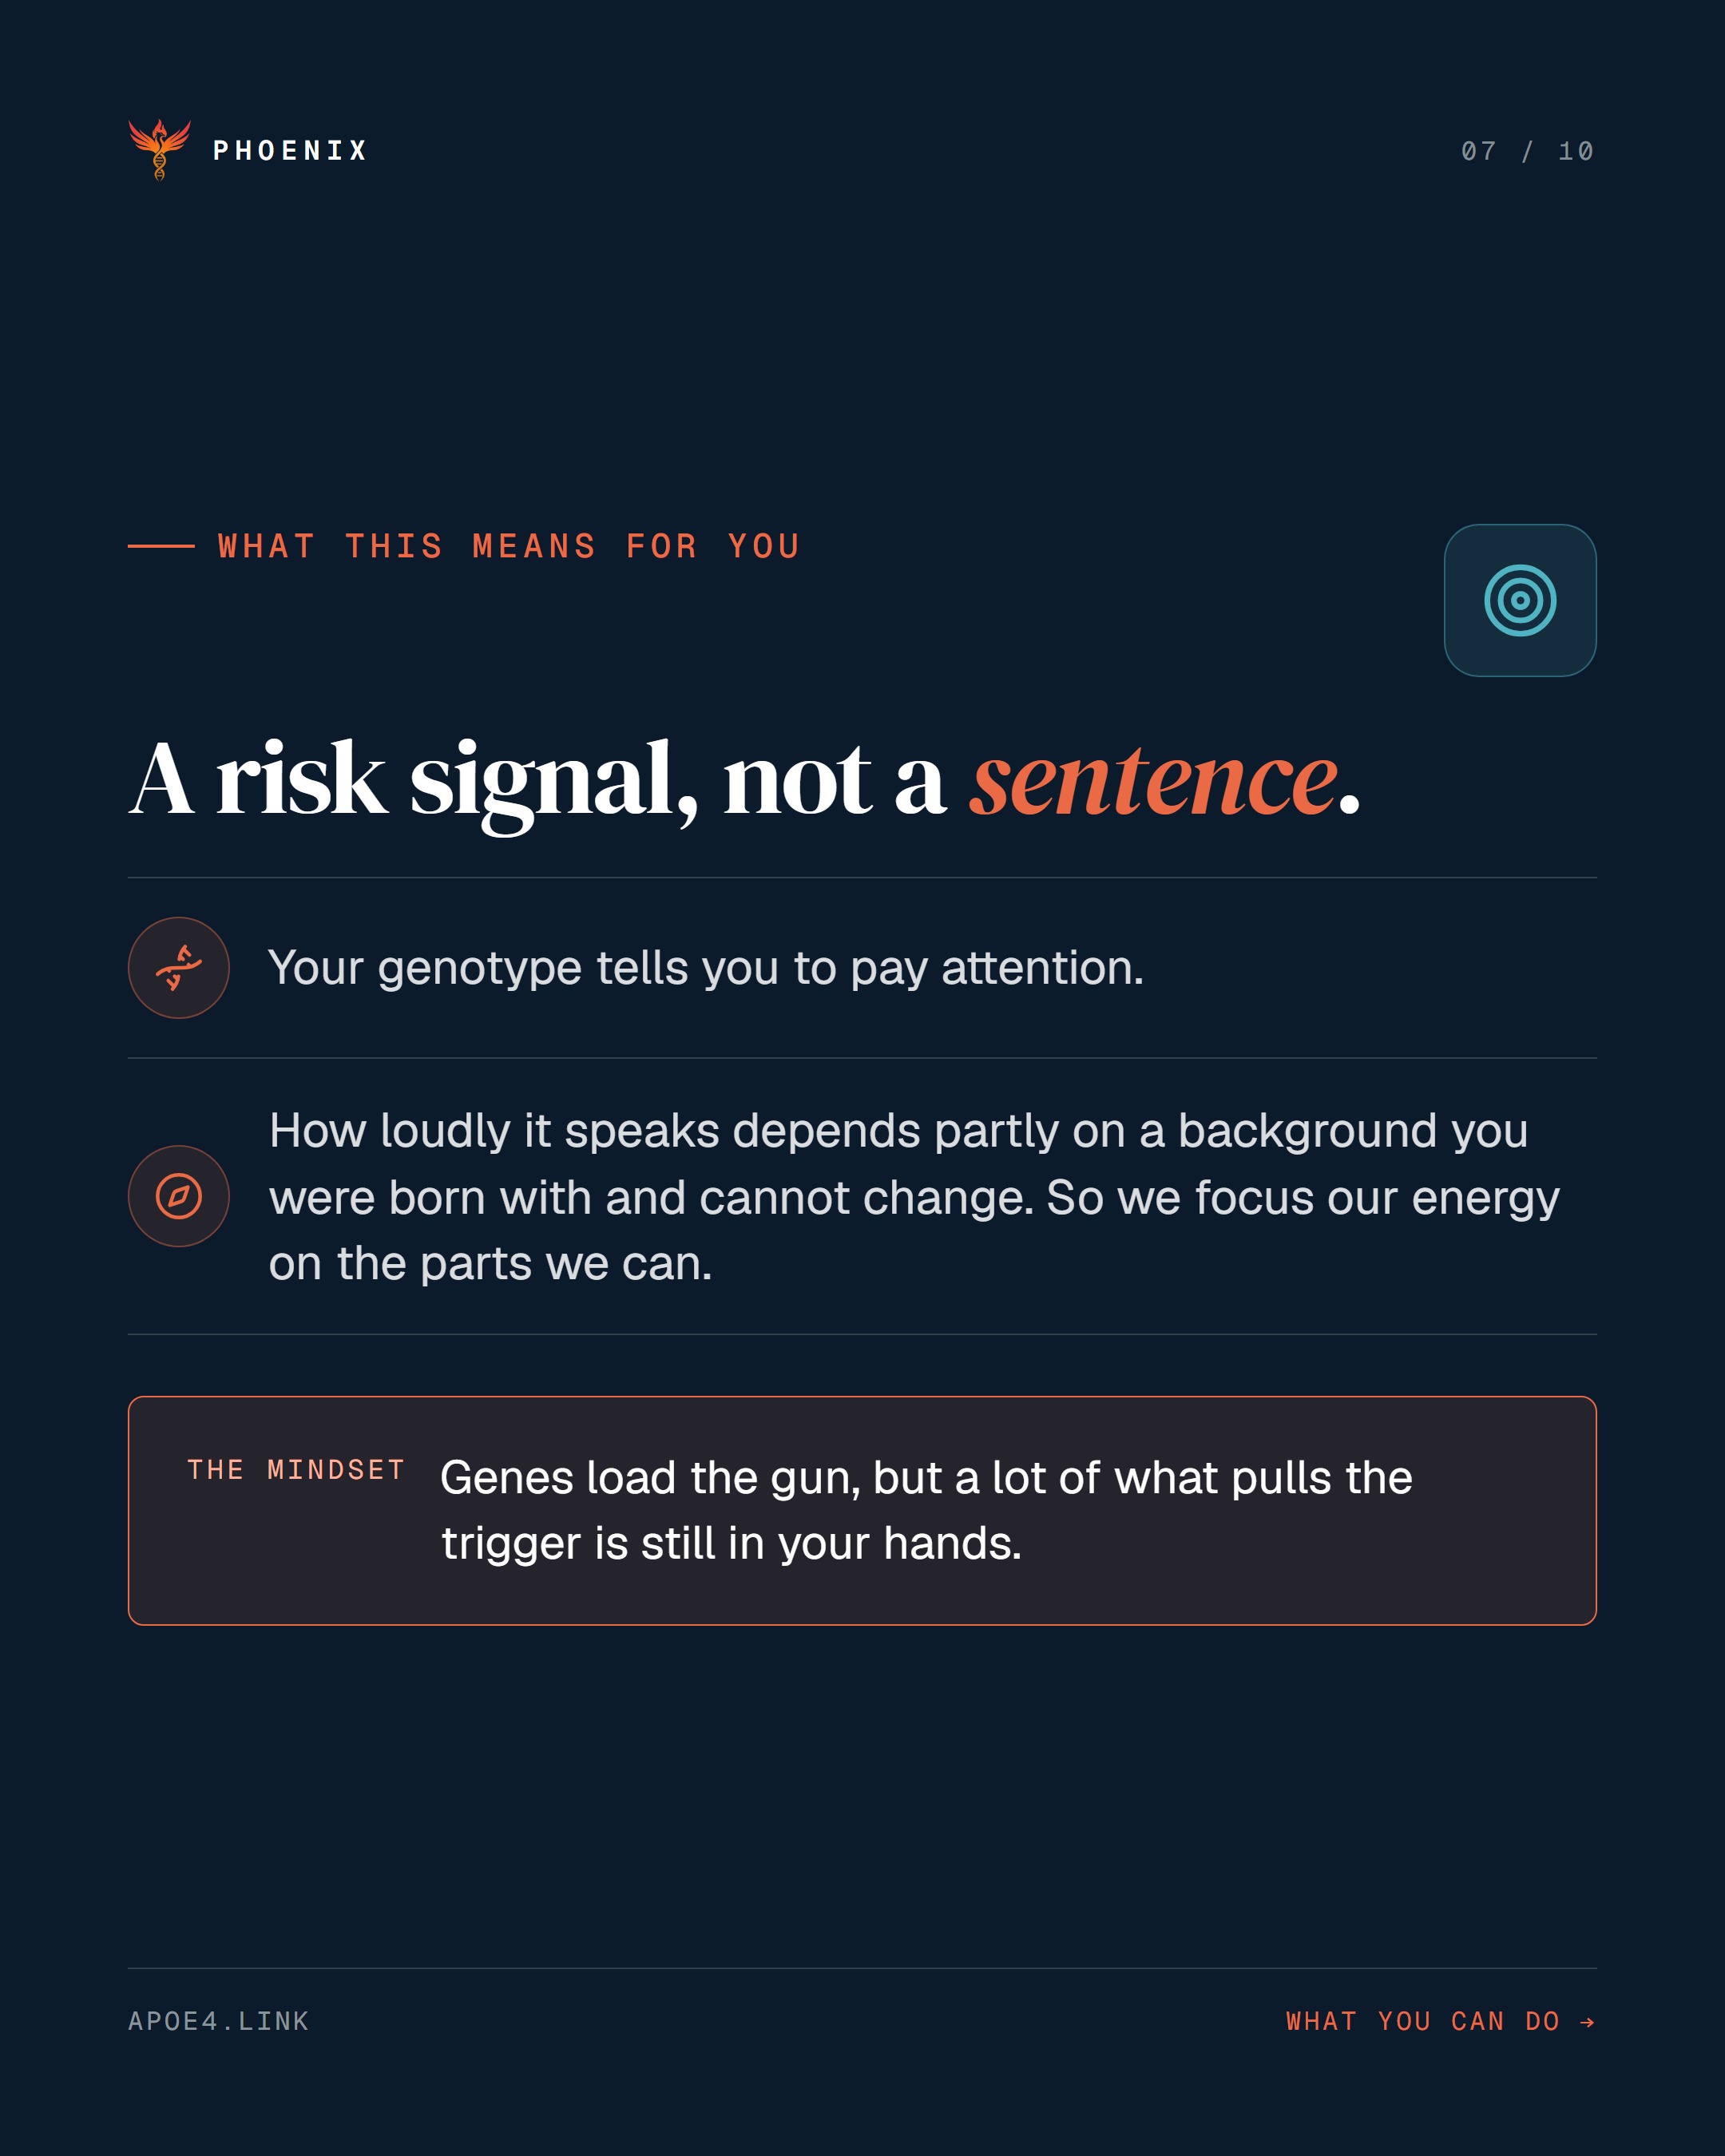 PHOENIX
07 / 10
WHAT THIS MEANS FOR YOU
A risk signal, not a sentence.
Your genotype tells you to pay attention.
How loudly it speaks depends partly on a background you
were born with and cannot change. So we focus our energy
on the parts we can.
THE MINDSET
Genes load the gun, but a lot of what pulls the
trigger is still in your hands.
APOE4.LINK
WHAT YOU CAN DO →